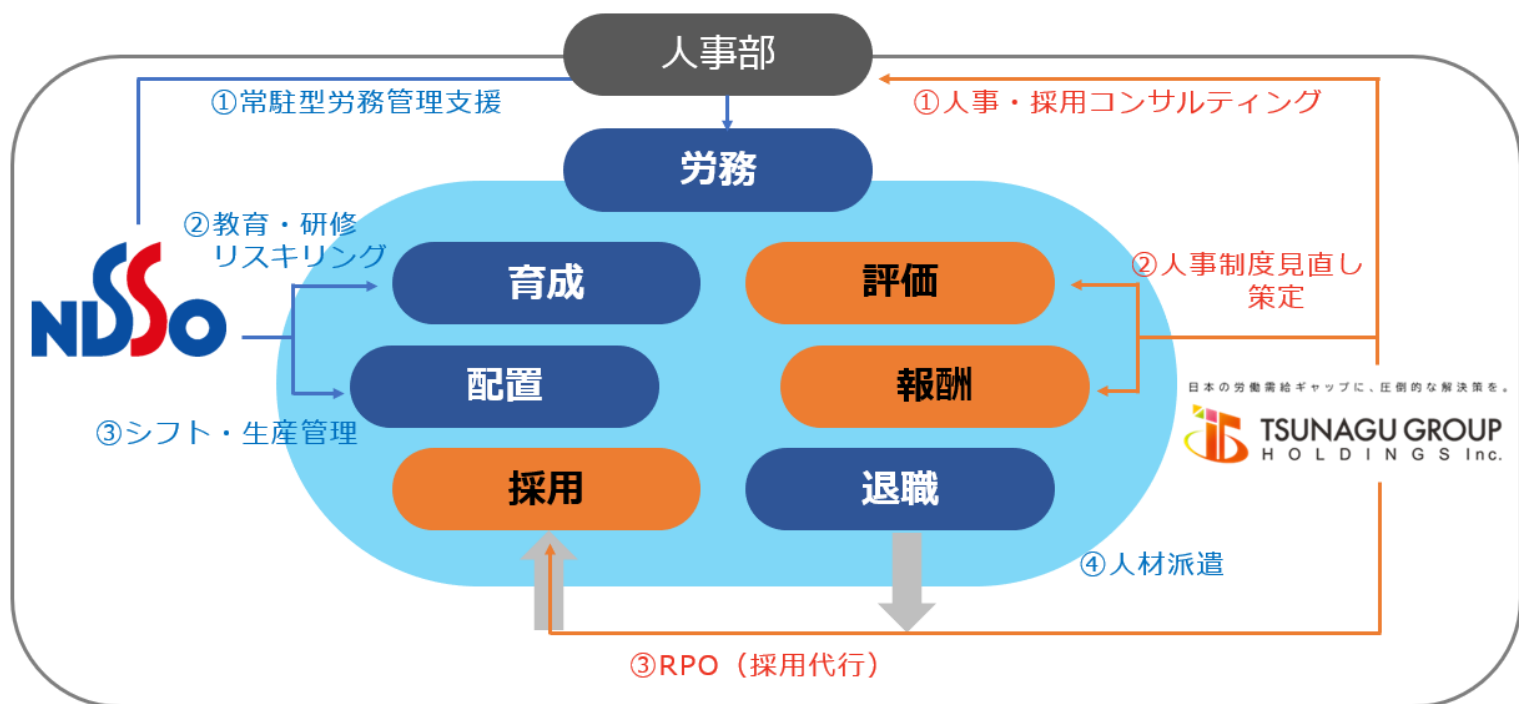 人事部
①常駐型労務管理支援
①人事・採用コンサルティング
労務
②教育・研修
リスキリング
育成
評価
②人事制度見直し
策定
NISSO
配置
報酬
日本の労働需給ギャップに、圧倒的な解決策を。
TSUNAGU GROUP
HOLDINGS Inc.
③シフト・生産管理
採用
退職
④人材派遣
③RPO（採用代行）